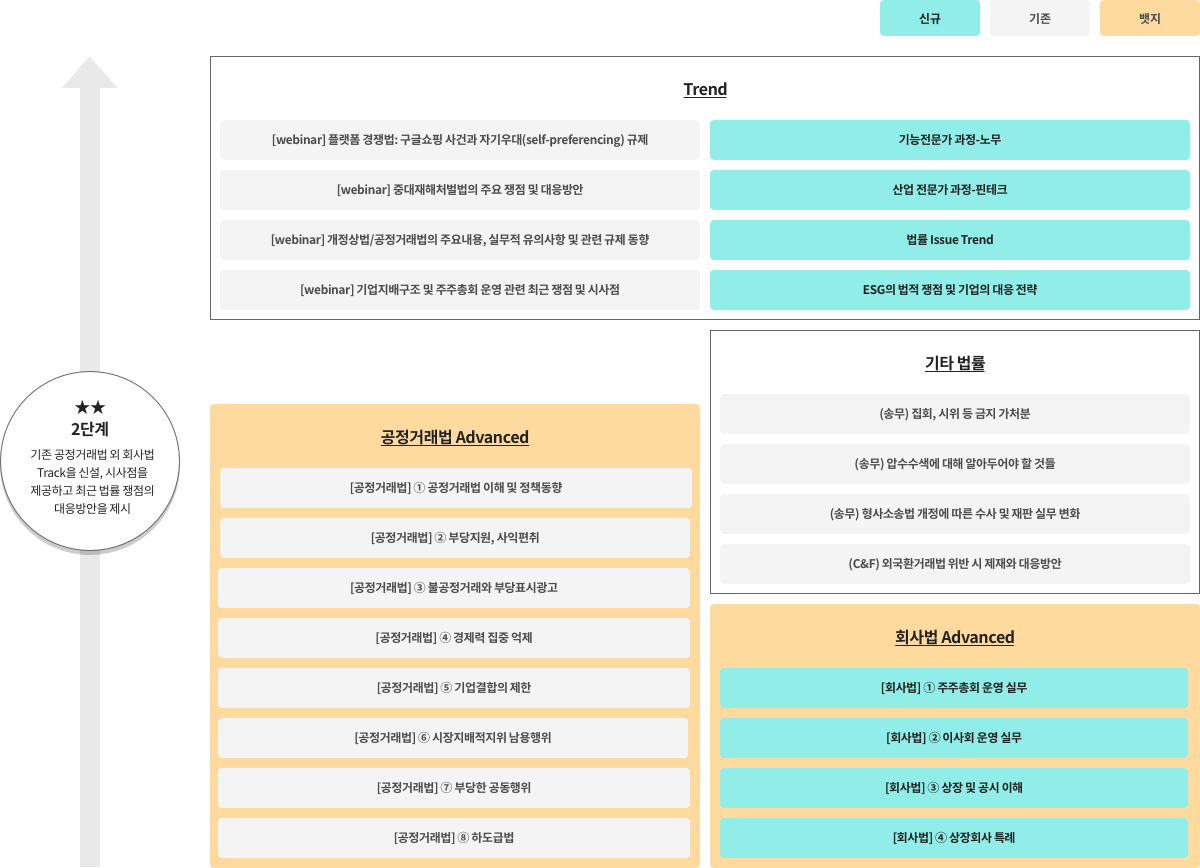 신규
기존
뱃지
Trend
[webinar] 플랫폼 경쟁법: 구글쇼핑 사건과 자기우대(self-preferencing) 규제
기능전문가 과정-노무
[webinar] 중대재해처벌법의 주요 쟁점 및 대응방안
산업 전문가 과정-핀테크
[webinar] 개정상법/공정거래법의 주요내용, 실무적 유의사항 및 관련 규제 동향
법률 Issue Trend
[webinar] 기업지배구조 및 주주총회 운영 관련 최근 쟁점 및 시사점
ESG의 법적 쟁점 및 기업의 대응 전략
★★
2단계
기존 공정거래법 외 회사법
Track을 신설, 시사점을
제공하고 최근 법률 쟁점의
대응방안을 제시
공정거래법 Advanced
[공정거래법] ① 공정거래법 이해 및 정책동향
[공정거래법] ② 부당지원, 사익편취
[공정거래법] ③ 불공정거래와 부당표시광고
[공정거래법] ④ 경제력 집중 억제
[공정거래법] ⑤ 기업결합의 제한
[공정거래법] ⑥ 시장지배적지위 남용행위
[공정거래법] ⑦ 부당한 공동행위
[공정거래법] ⑧ 하도급법
기타 법률
(송무) 집회, 시위 등 금지 가처분
(송무) 압수수색에 대해 알아두어야 할 것들
(송무) 형사소송법 개정에 따른 수사 및 재판 실무 변화
(C&F) 외국환거래법 위반 시 제재와 대응방안
회사법 Advanced
[회사법] ① 주주총회 운영 실무
[회사법] ② 이사회 운영 실무
[회사법] ③ 상장 및 공시 이해
[회사법] ④ 상장회사 특례